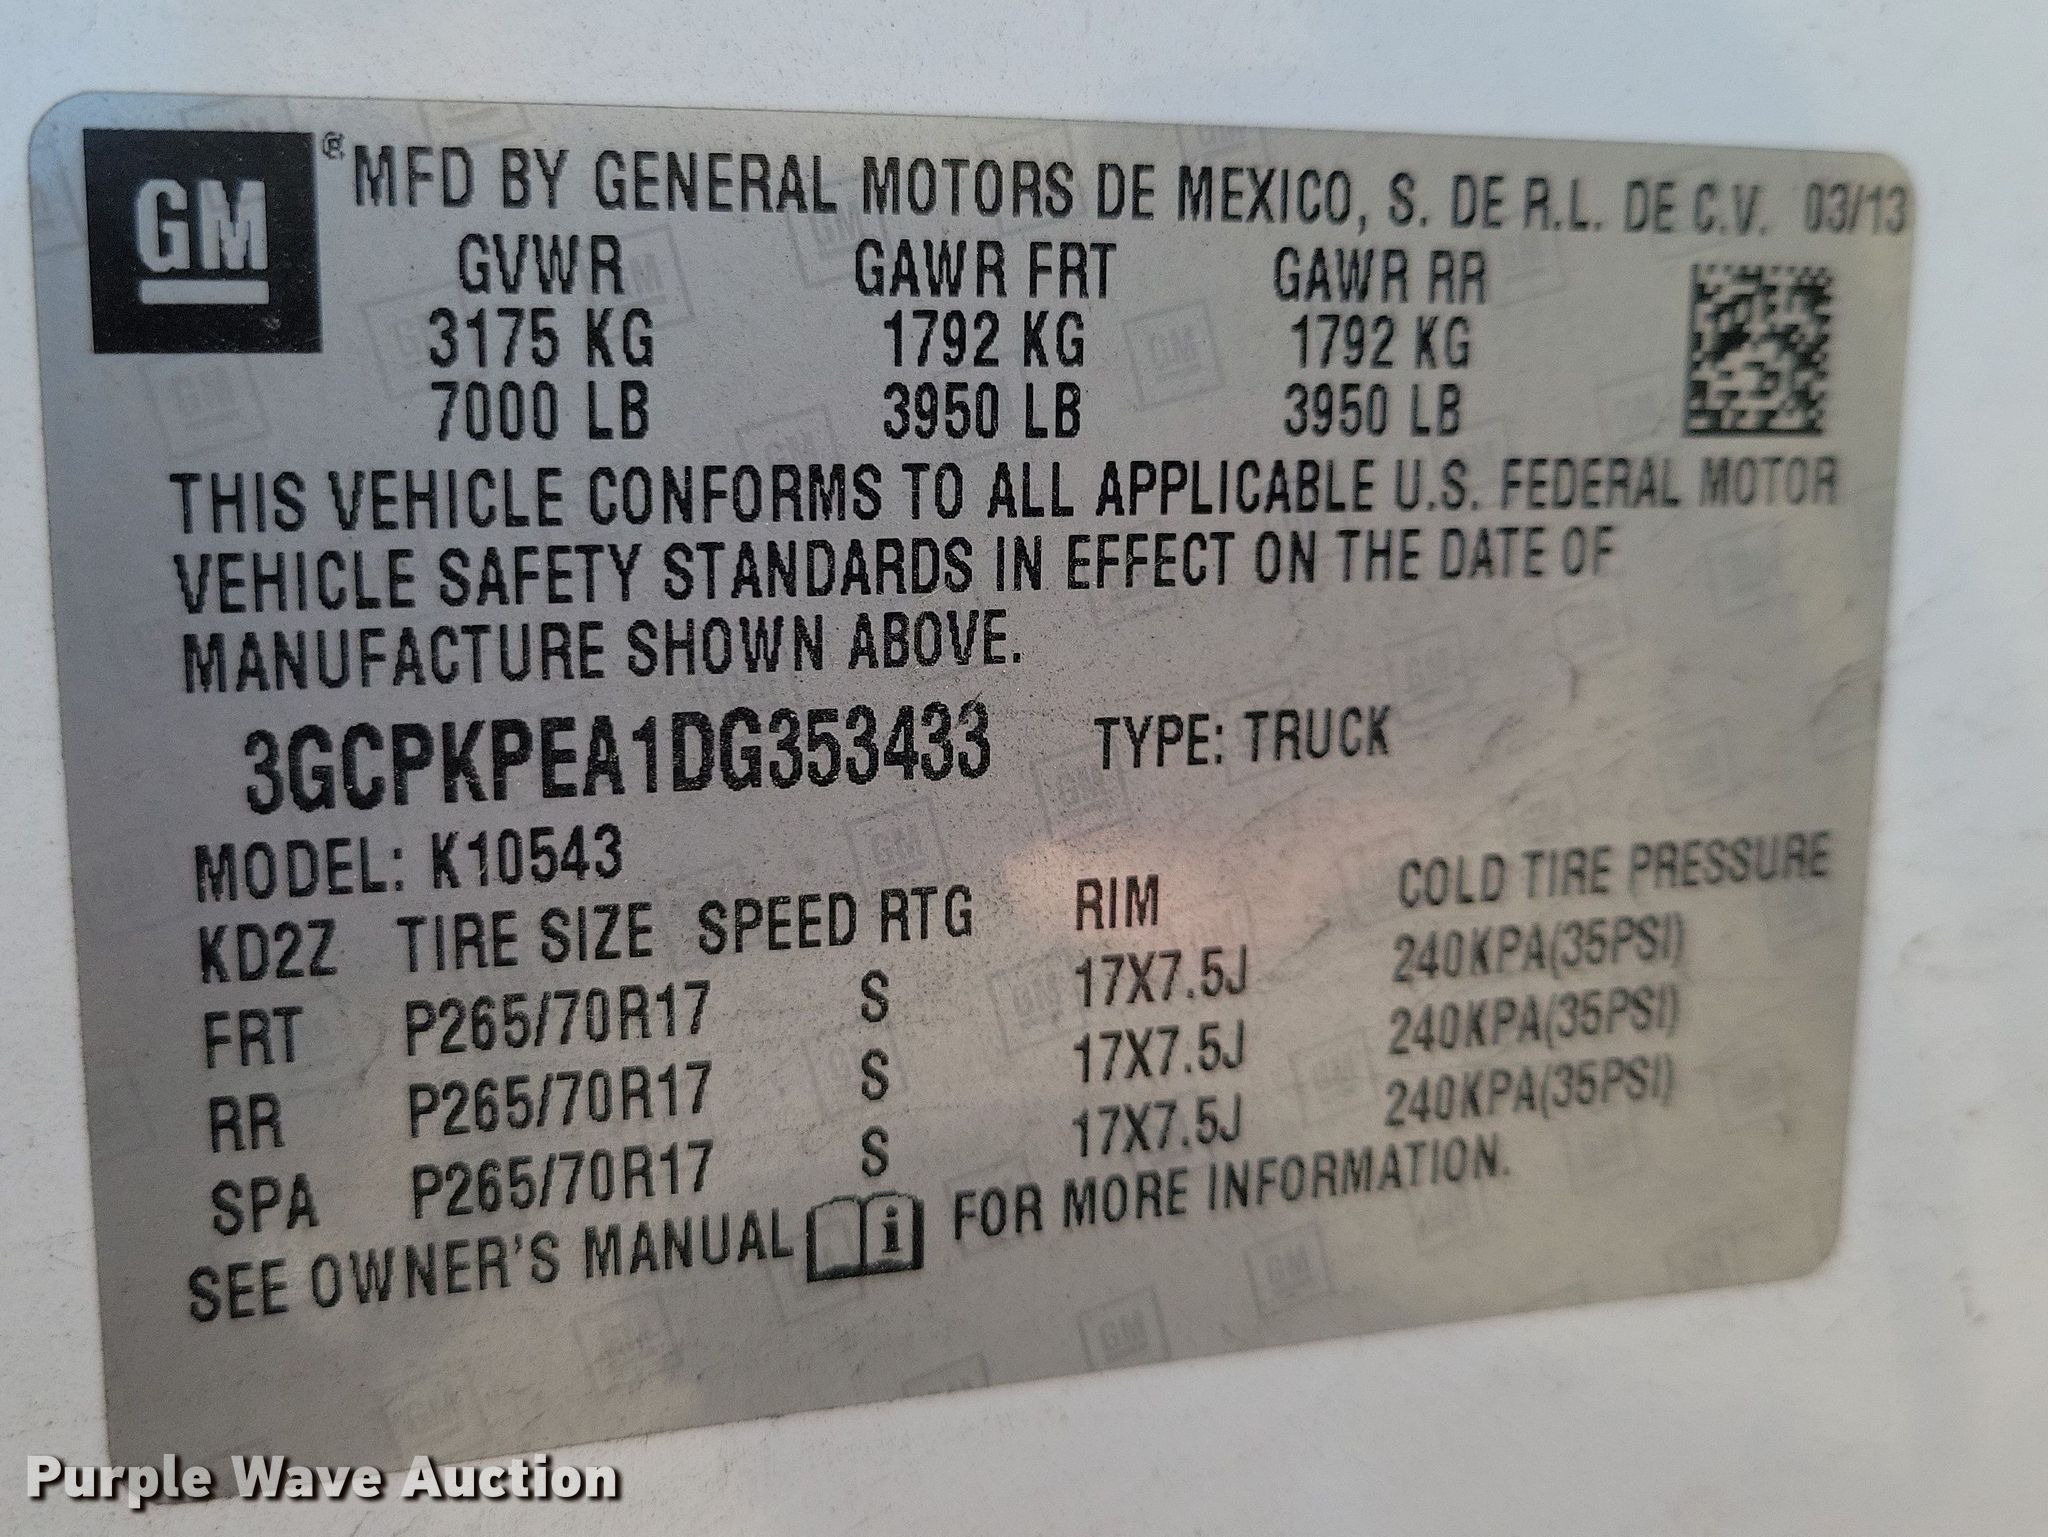 GM® MFD BY GENERAL MOTORS DE MEXICO, S. DE R.L. DE C.V. 03/13
GVWR GAWR FRT GAWR RR
3175 KG 1792 KG 1792 KG
7000 LB 3950 LB 3950 LB
THIS VEHICLE CONFORMS TO ALL APPLICABLE U.S. FEDERAL MOTOR
VEHICLE SAFETY STANDARDS IN EFFECT ON THE DATE OF
MANUFACTURE SHOWN ABOVE.
3GCPKPEA1DG353433 TYPE: TRUCK
MODEL: K10543
KD2Z TIRE SIZE SPEED RTG RIM COLD TIRE PRESSURE
FRT P265/70R17 S 17X7.5J 240KPA(35PSI)
RR P265/70R17 S 17X7.5J 240KPA(35PSI)
SPA P265/70R17 S 17X7.5J 240KPA(35PSI)
SEE OWNER'S MANUAL i FOR MORE INFORMATION.
Purple Wave Auction